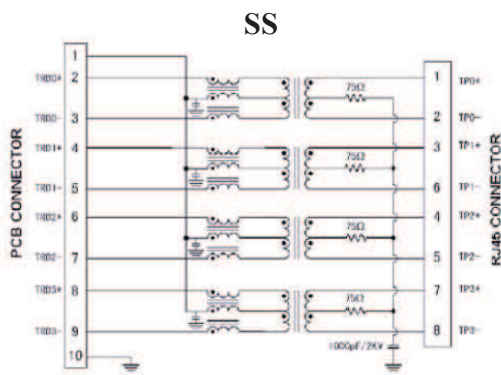 SS
1
TRD0+ 2 75Ω 1 TP0+
TRD0- 3 2 TP0-
TRD1+ 4 3 TP1+
75Ω
TRD1- 5 6 TP1-
TRD2+ 6 4 TP2+
75Ω
TRD2- 7 5 TP2-
TRD3+ 8 7 TP3+
75Ω
TRD3- 9 8 TP3-
1000pF/2KV
10
PCB CONNECTOR
RJ45 CONNECTOR